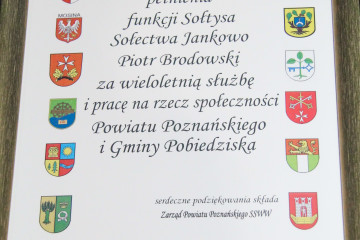 pełnienia
funkcji Sołtysa
MOSINA
Sołectwa Jankowo
Piotr Brodowski
za wieloletnią służbę
i pracę na rzecz społeczności
Powiatu Poznańskiego
i Gminy Pobiedziska
serdeczne podziękowania składa
Zarząd Powiatu Poznańskiego SSWW